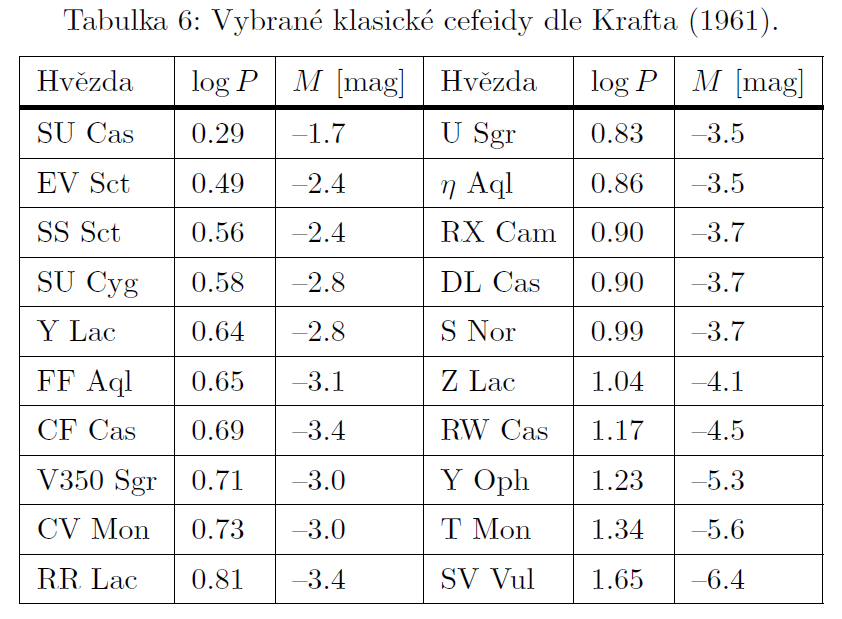 Tabulka 6: Vybrané klasické cefeidy dle Krafta (1961).
Hvězda log P M [mag] Hvězda log P M [mag]
SU Cas 0.29 –1.7 U Sgr 0.83 –3.5
EV Sct 0.49 –2.4 η Aql 0.86 –3.5
SS Sct 0.56 –2.4 RX Cam 0.90 –3.7
SU Cyg 0.58 –2.8 DL Cas 0.90 –3.7
Y Lac 0.64 –2.8 S Nor 0.99 –3.7
FF Aql 0.65 –3.1 Z Lac 1.04 –4.1
CF Cas 0.69 –3.4 RW Cas 1.17 –4.5
V350 Sgr 0.71 –3.0 Y Oph 1.23 –5.3
CV Mon 0.73 –3.0 T Mon 1.34 –5.6
RR Lac 0.81 –3.4 SV Vul 1.65 –6.4